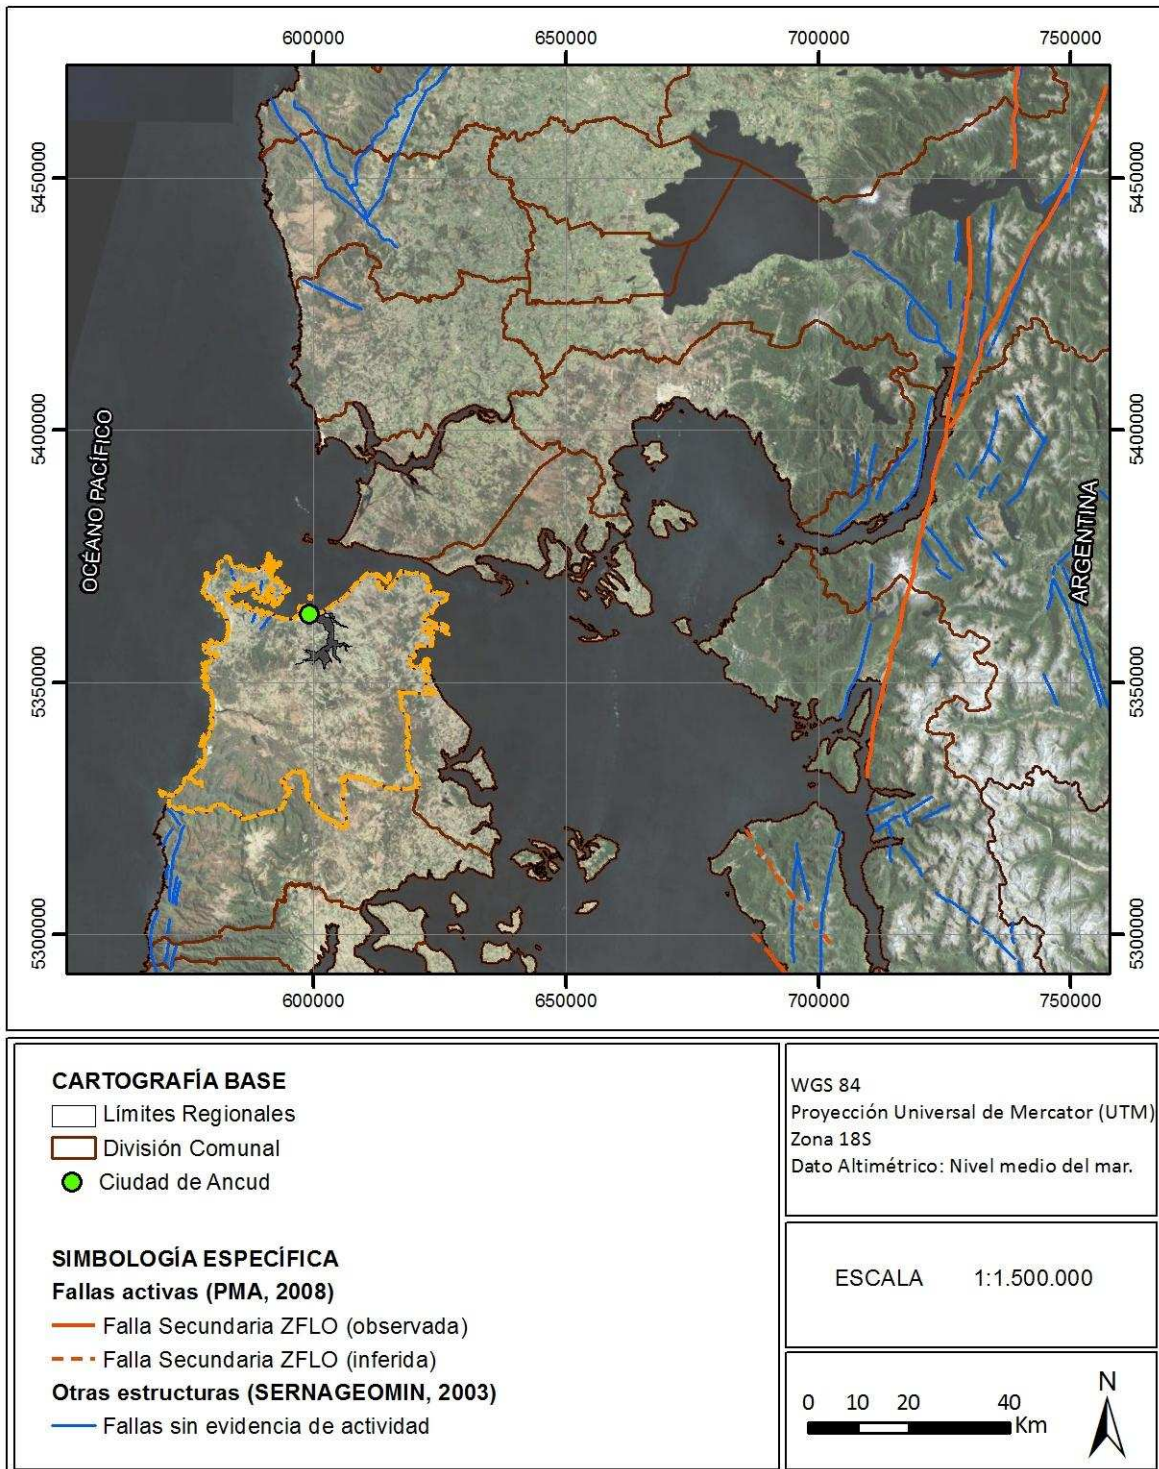 600000
650000
700000
750000
5450000
5450000
5400000
5400000
OCÉANO PACÍFICO
ARGENTINA
5350000
5350000
5300000
5300000
600000
650000
700000
750000
CARTOGRAFÍA BASE
Límites Regionales
División Comunal
Ciudad de Ancud
SIMBOLOGÍA ESPECÍFICA
Fallas activas (PMA, 2008)
Falla Secundaria ZFLO (observada)
Falla Secundaria ZFLO (inferida)
Otras estructuras (SERNAGEOMIN, 2003)
Fallas sin evidencia de actividad
WGS 84
Proyección Universal de Mercator (UTM)
Zona 18S
Dato Altimétrico: Nivel medio del mar.
ESCALA 1:1.500.000
0 10 20 40
Km
N